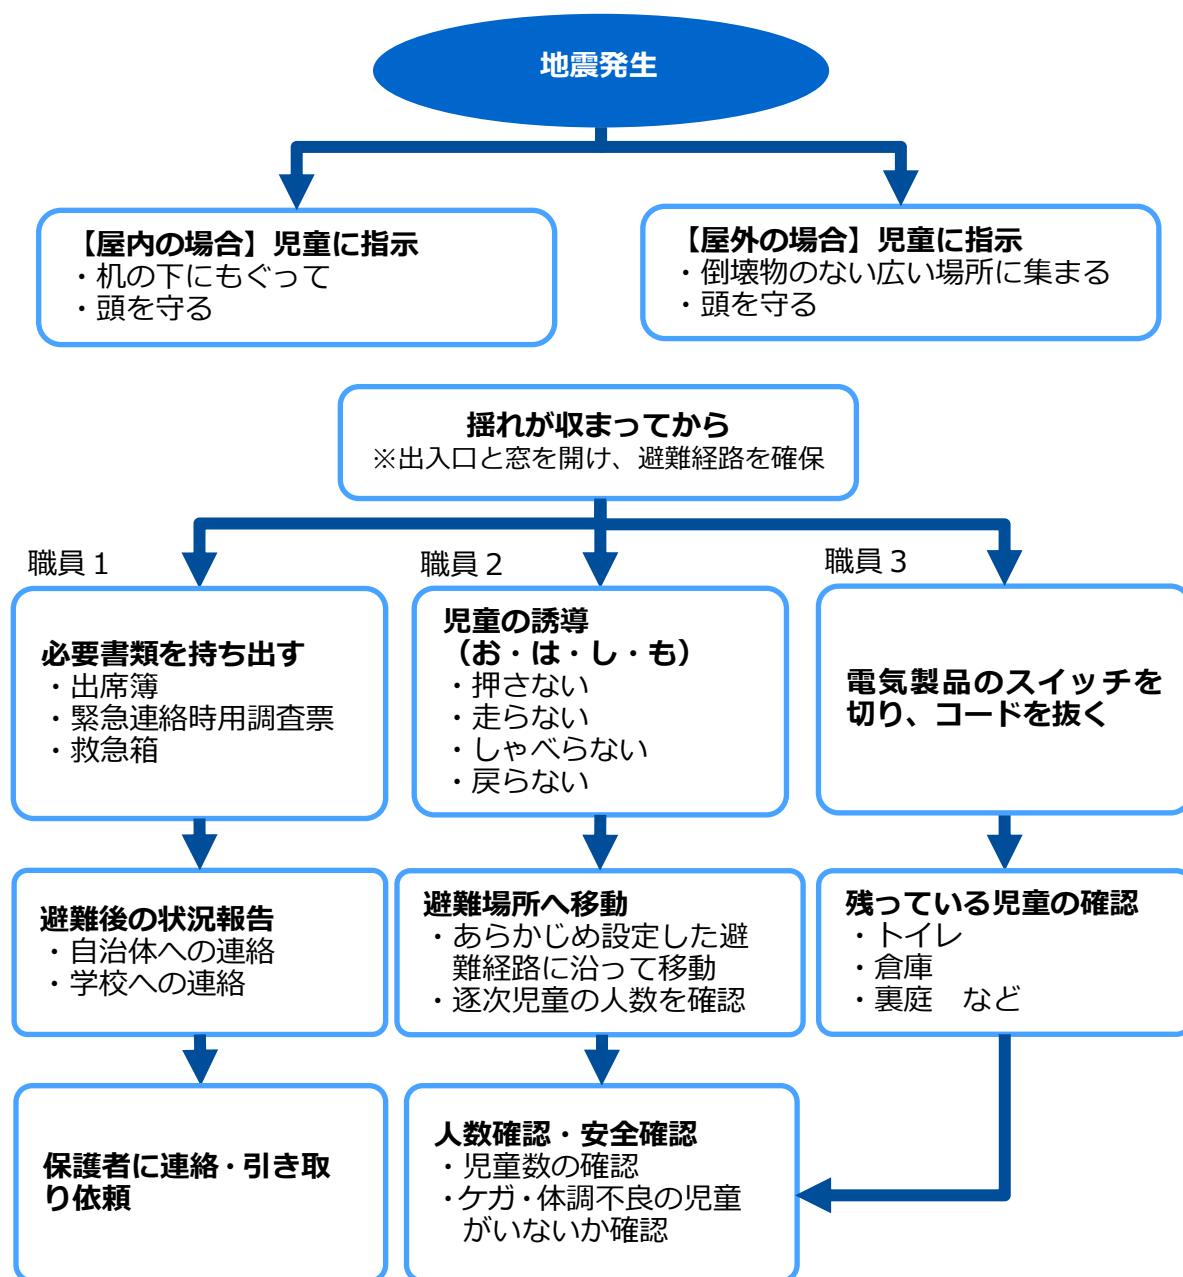 地震発生
【屋内の場合】児童に指示
・机の下にもぐって
・頭を守る
【屋外の場合】児童に指示
・倒壊物のない広い場所に集まる
・頭を守る
揺れが収まってから
※出入口と窓を開け、避難経路を確保
職員1
必要書類を持ち出す
・出席簿
・緊急連絡時用調査票
・救急箱
避難後の状況報告
・自治体への連絡
・学校への連絡
保護者に連絡・引き取
り依頼
職員2
児童の誘導
（お・は・し・も）
・押さない
・走らない
・しゃべらない
・戻らない
避難場所へ移動
・あらかじめ設定した避
難経路に沿って移動
・逐次児童の人数を確認
人数確認・安全確認
・児童数の確認
・ケガ・体調不良の児童
がいないか確認
職員3
電気製品のスイッチを
切り、コードを抜く
残っている児童の確認
・トイレ
・倉庫
・裏庭　など